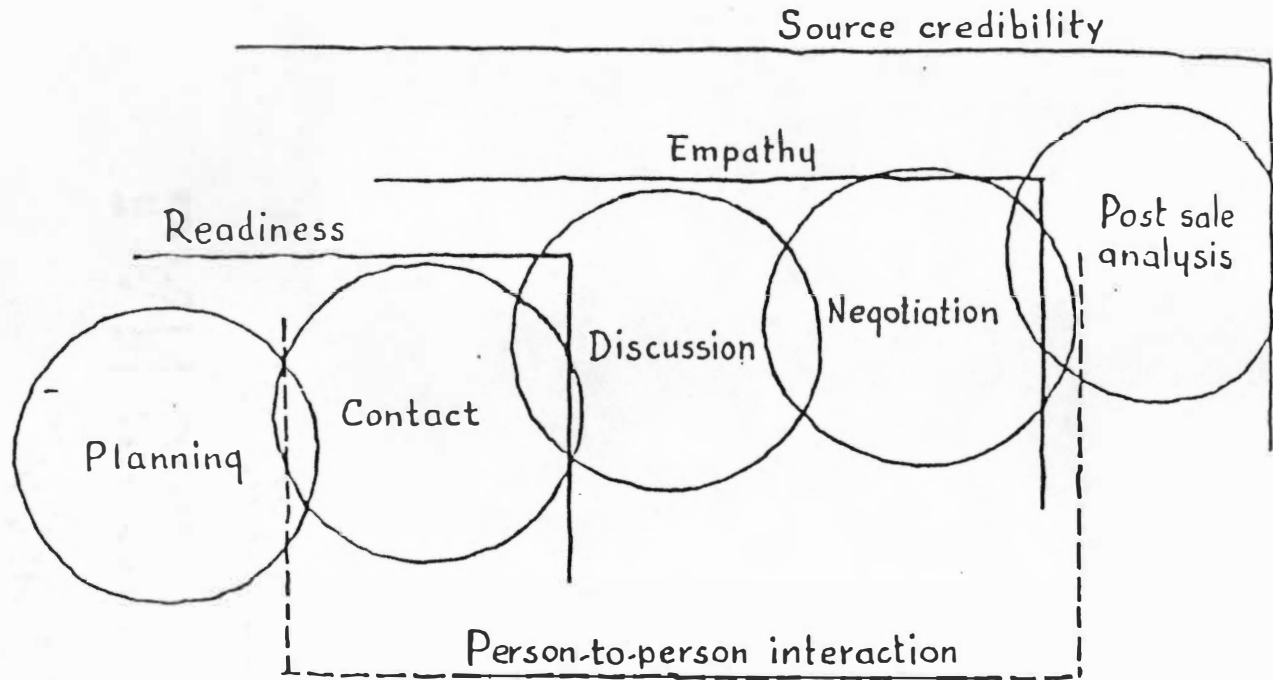 Source credibility
Empathy
Readiness
Post sale
analysis
Negotiation
Discussion
Contact
Planning
Person-to-person interaction